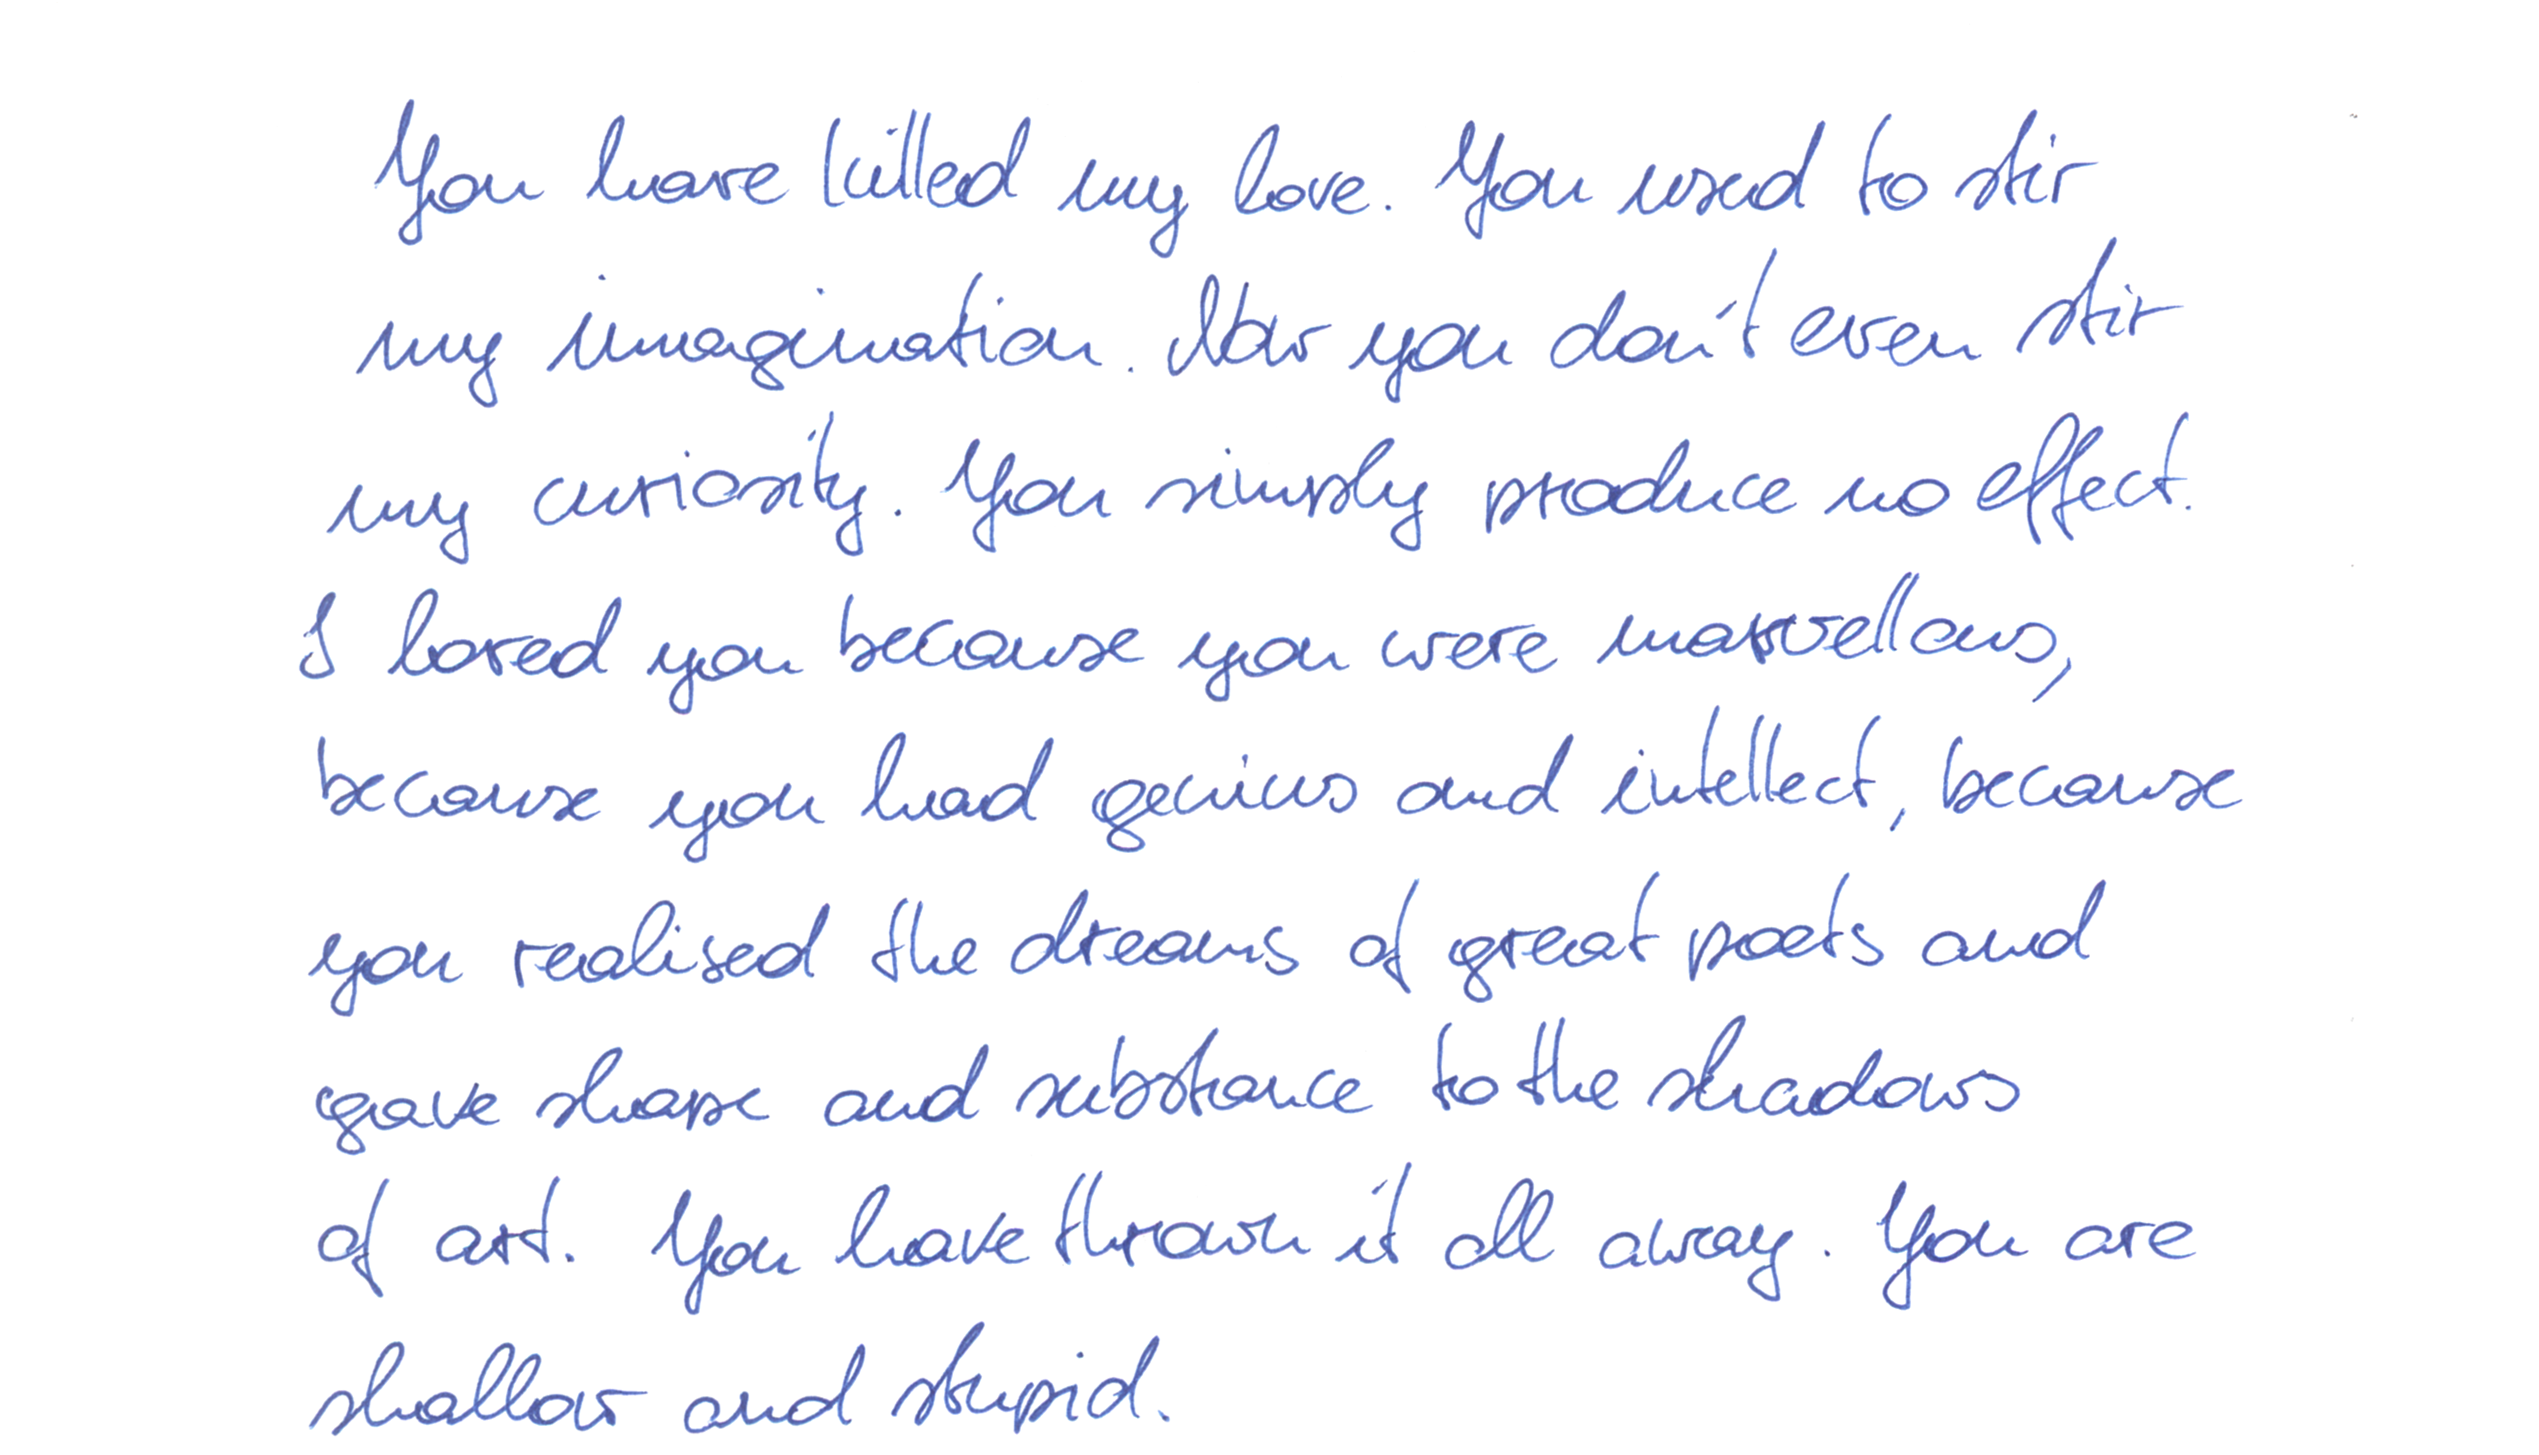 You have killed my love. You used to stir
my imagination. Now you don't even stir
my curiosity. You simply produce no effect.
I loved you because you were marvellous,
because you had genius and intellect, because
you realised the dreams of great poets and
gave shape and substance to the shadows
of art. You have thrown it all away. You are
shallow and stupid.